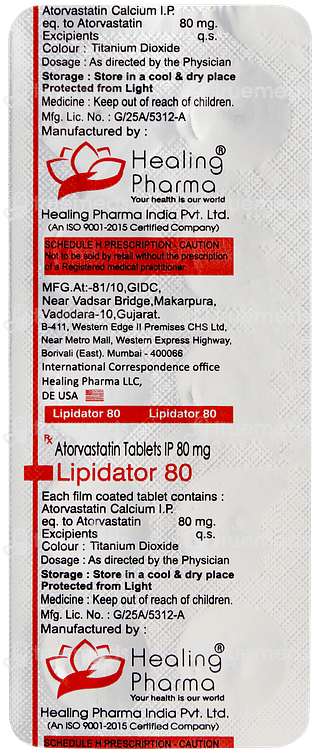 Atorvastatin Calcium I.P.
eq. to Atorvastatin 80 mg.
Excipients q.s.
Colour : Titanium Dioxide
Dosage : As directed by the Physician
Storage : Store in a cool & dry place
Protected from Light
Medicine : Keep out of reach of children.
Mfg. Lic. No. : G/25A/5312-A
Manufactured by :
Healing®
Pharma
Your health is our world
Healing Pharma India Pvt. Ltd.
(An ISO 9001-2015 Certified Company)
SCHEDULE H PRESCRIPTION - CAUTION
Not to be sold by retail without the prescription
of a Registered medical practitioner.
MFG.At:-81/10,GIDC,
Near Vadsar Bridge,Makarpura,
Vadodara-10,Gujarat.
B-411, Western Edge II Premises CHS Ltd,
Near Metro Mall, Western Express Highway,
Borivali (East). Mumbai - 400066
International Correspondence office
Healing Pharma LLC,
DE USA
Lipidator 80 Lipidator 80
Rx Atorvastatin Tablets IP 80 mg
Lipidator 80
Each film coated tablet contains :
Atorvastatin Calcium I.P.
eq. to Atorvastatin 80 mg.
Excipients q.s.
Colour : Titanium Dioxide
Dosage : As directed by the Physician
Storage : Store in a cool & dry place
Protected from Light
Medicine : Keep out of reach of children.
Mfg. Lic. No. : G/25A/5312-A
Manufactured by :
Healing®
Pharma
Your health is our world
Healing Pharma India Pvt. Ltd.
(An ISO 9001-2015 Certified Company)
SCHEDULE H PRESCRIPTION - CAUTION